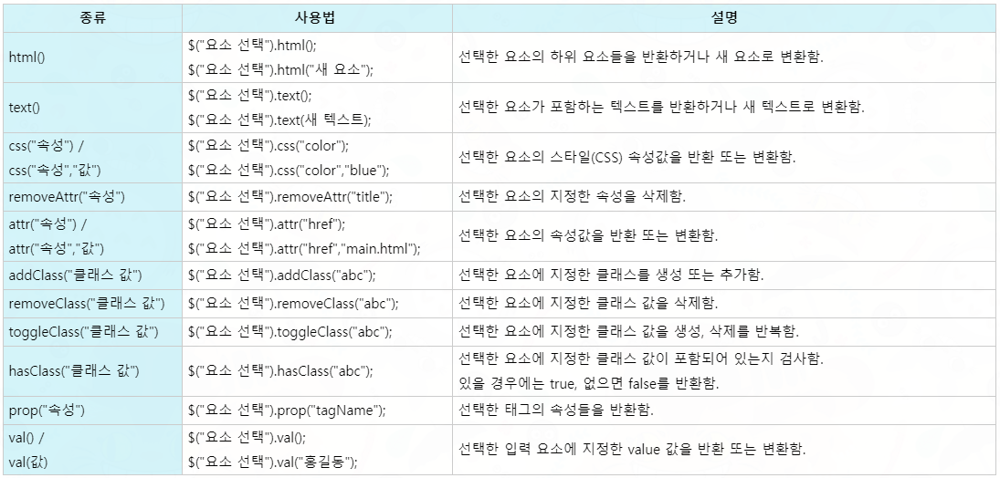 종류 사용법 설명
html() $("요소 선택").html(); 선택한 요소의 하위 요소들을 반환하거나 새 요소로 변환함.
$("요소 선택").html("새 요소");
text() $("요소 선택").text(); 선택한 요소가 포함하는 텍스트를 반환하거나 새 텍스트로 변환함.
$("요소 선택").text(새 텍스트);
css("속성") / $("요소 선택").css("color"); 선택한 요소의 스타일(CSS) 속성값을 반환 또는 변환함.
css("속성","값") $("요소 선택").css("color","blue");
removeAttr("속성") $("요소 선택").removeAttr("title"); 선택한 요소의 지정한 속성을 삭제함.
attr("속성") / $("요소 선택").attr("href"); 선택한 요소의 속성값을 반환 또는 변환함.
attr("속성","값") $("요소 선택").attr("href","main.html");
addClass("클래스 값") $("요소 선택").addClass("abc"); 선택한 요소에 지정한 클래스를 생성 또는 추가함.
removeClass("클래스 값") $("요소 선택").removeClass("abc"); 선택한 요소에 지정한 클래스 값을 삭제함.
toggleClass("클래스 값") $("요소 선택").toggleClass("abc"); 선택한 요소에 지정한 클래스 값을 생성, 삭제를 반복함.
hasClass("클래스 값") $("요소 선택").hasClass("abc"); 선택한 요소에 지정한 클래스 값이 포함되어 있는지 검사함.
있을 경우에는 true, 없으면 false를 반환함.
prop("속성") $("요소 선택").prop("tagName"); 선택한 태그의 속성들을 반환함.
val() / $("요소 선택").val(); 선택한 입력 요소에 지정한 value 값을 반환 또는 변환함.
val(값) $("요소 선택").val("홍길동");